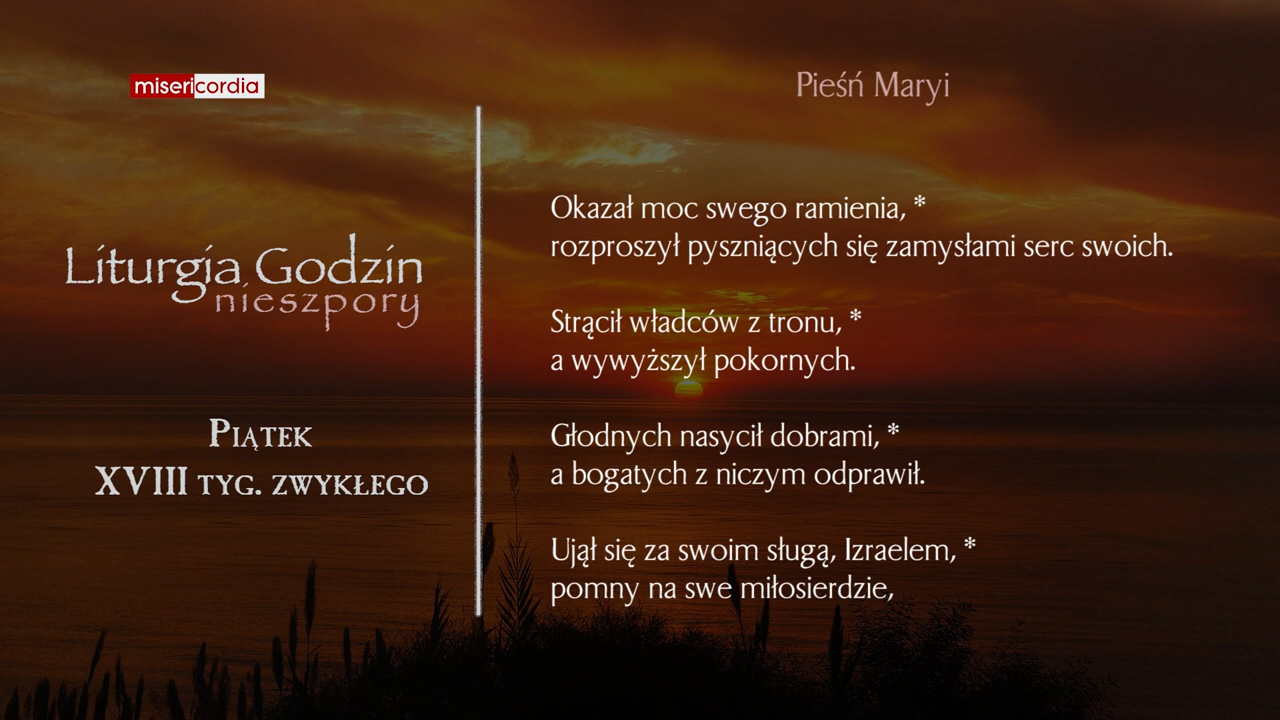 misericordia
Pieśń Maryi
Liturgia Godzin
nieszpory
Piątek
XVIII tyg. zwykłego
Okazał moc swego ramienia, *
rozproszył pyszniących się zamysłami serc swoich.
Strącił władców z tronu, *
a wywyższył pokornych.
Głodnych nasycił dobrami, *
a bogatych z niczym odprawił.
Ujął się za swoim sługą, Izraelem, *
pomny na swe miłosierdzie,